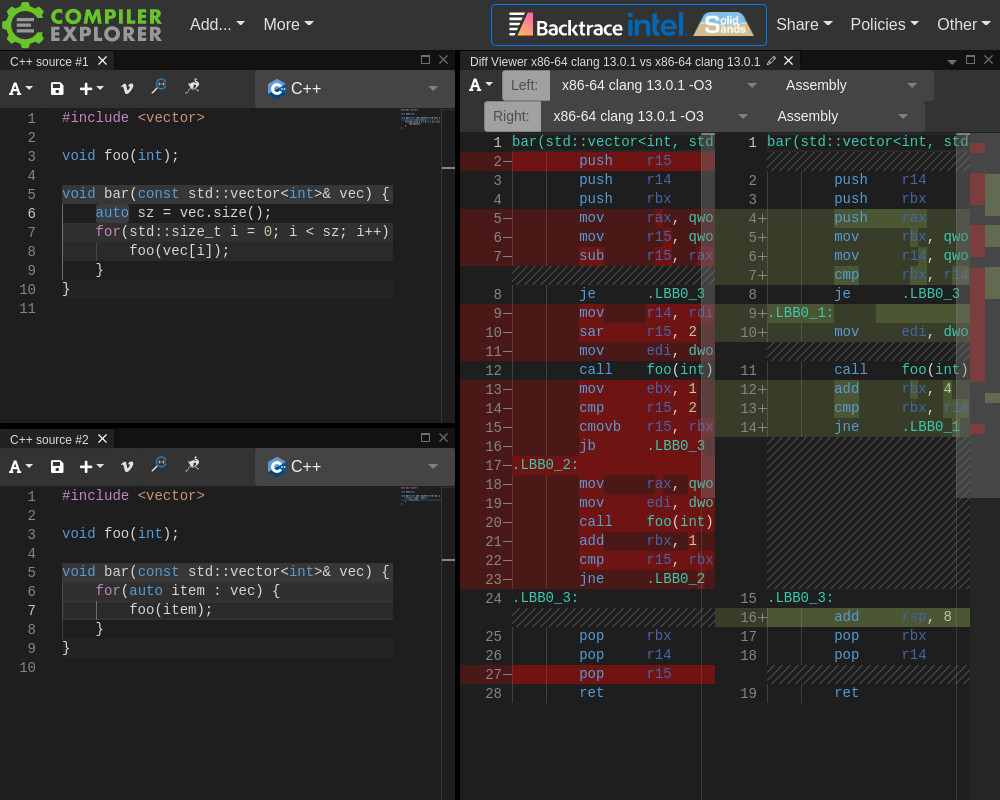 COMPILER EXPLORER Add... More Backtrace intel. Solid Sands Share Policies Other
C++ source #1
A C++
1 #include <vector>
2
3 void foo(int);
4
5 void bar(const std::vector<int>& vec) {
6 auto sz = vec.size();
7 for(std::size_t i = 0; i < sz; i++)
8 foo(vec[i]);
9 }
10 }
11
C++ source #2
A C++
1 #include <vector>
2
3 void foo(int);
4
5 void bar(const std::vector<int>& vec) {
6 for(auto item : vec) {
7 foo(item);
8 }
9 }
10
Diff Viewer x86-64 clang 13.0.1 vs x86-64 clang 13.0.1
A Left: x86-64 clang 13.0.1 -O3 Assembly
Right: x86-64 clang 13.0.1 -O3 Assembly
1 bar(std::vector<int, std
2– push r15
3 push r14
4 push rbx
5– mov rax, qwo
6– mov r15, qwo
7– sub r15, rax
8 je .LBB0_3
9– mov r14, rdi
10– sar r15, 2
11– mov edi, dwo
12 call foo(int)
13– mov ebx, 1
14– cmp r15, 2
15– cmovb r15, rbx
16– jb .LBB0_3
17– .LBB0_2:
18– mov rax, qwo
19– mov edi, dwo
20– call foo(int)
21– add rbx, 1
22– cmp r15, rbx
23– jne .LBB0_2
24 .LBB0_3:
25 pop rbx
26 pop r14
27– pop r15
28 ret
1 bar(std::vector<int, std
2 push r14
3 push rbx
4+ push rax
5+ mov rbx, qwo
6+ mov r14, qwo
7+ cmp rbx, r14
8 je .LBB0_3
9+ .LBB0_1:
10+ mov edi, dwo
11 call foo(int)
12+ add rbx, 4
13+ cmp rbx, r14
14+ jne .LBB0_1
15 .LBB0_3:
16+ add rsp, 8
17 pop rbx
18 pop r14
19 ret